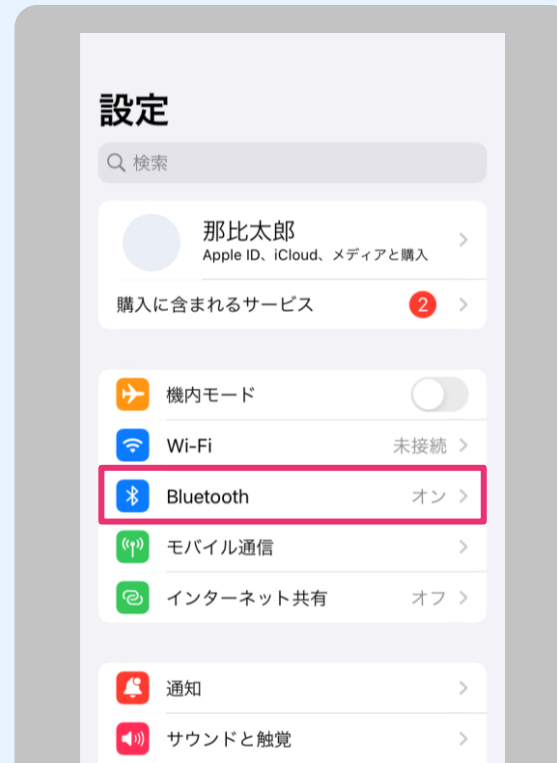 設定
検索
那比太郎
Apple ID、iCloud、メディアと購入
購入に含まれるサービス 2
機内モード
Wi-Fi 未接続
Bluetooth オン
モバイル通信
インターネット共有 オフ
通知
サウンドと触覚